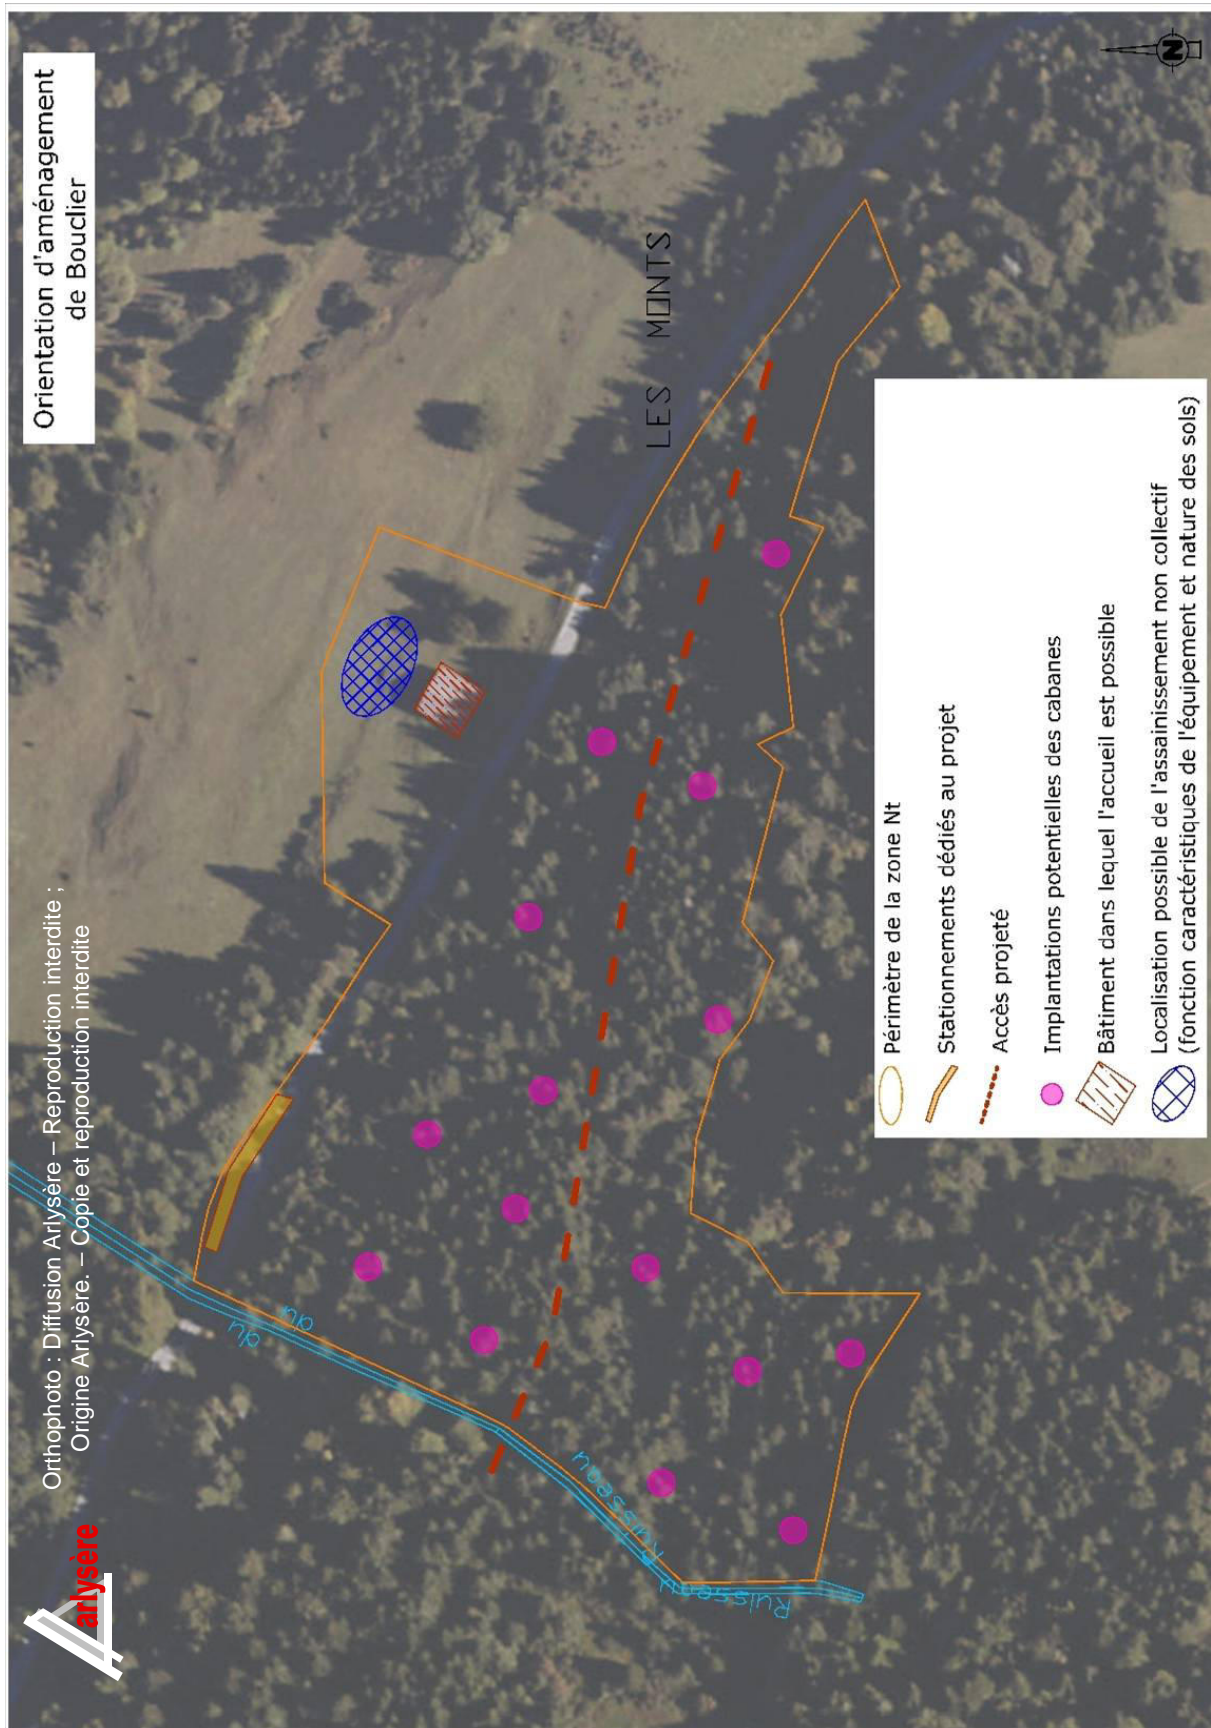 Orientation d'aménagement
de Bouclier
Orthophoto : Diffusion Arlysère – Reproduction interdite ;
Origine Arlysère. – Copie et reproduction interdite
arlysère
N
LES MONTS
du
du
Ruisseau
Ruisseau
Périmètre de la zone Nt
Stationnements dédiés au projet
Accès projeté
Implantations potentielles des cabanes
Bâtiment dans lequel l'accueil est possible
Localisation possible de l'assainissement non collectif
(fonction caractéristiques de l'équipement et nature des sols)